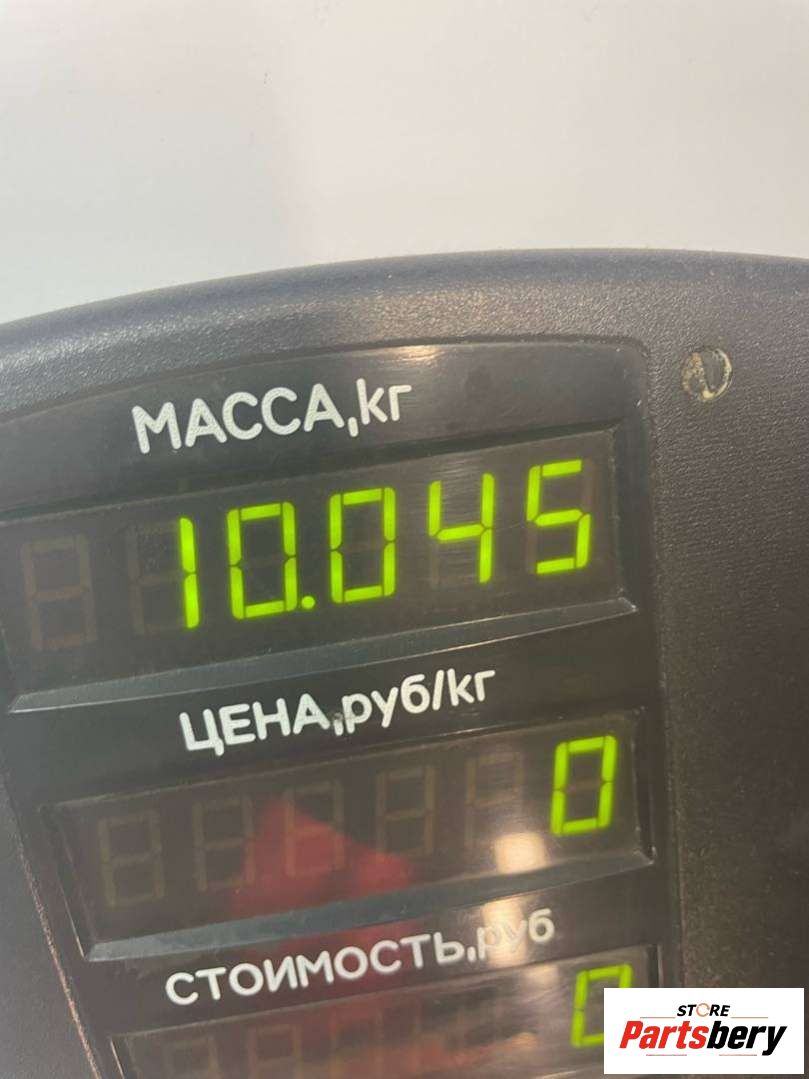 МАССА,кг
10.045
ЦЕНА,руб/кг
0
СТОИМОСТЬ,руб
0
STORE
Partsbery